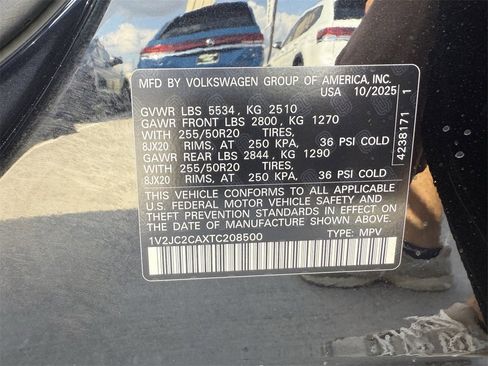 MFD BY VOLKSWAGEN GROUP OF AMERICA, INC.
USA 10/2025
GVWR LBS 5534 , KG 2510
GAWR FRONT LBS 2800 , KG 1270
WITH 255/50R20 TIRES,
8JX20 RIMS, AT 250 KPA, 36 PSI COLD
GAWR REAR LBS 2844 , KG 1290
WITH 255/50R20 TIRES,
8JX20 RIMS, AT 250 KPA, 36 PSI COLD
THIS VEHICLE CONFORMS TO ALL APPLICABLE
U.S. FEDERAL MOTOR VEHICLE SAFETY AND
THEFT PREVENTION STANDARDS IN EFFECT ON
THE DATE OF MANUFACTURE SHOWN ABOVE.
1V2JC2CAXTC208500 TYPE: MPV
4238171 1